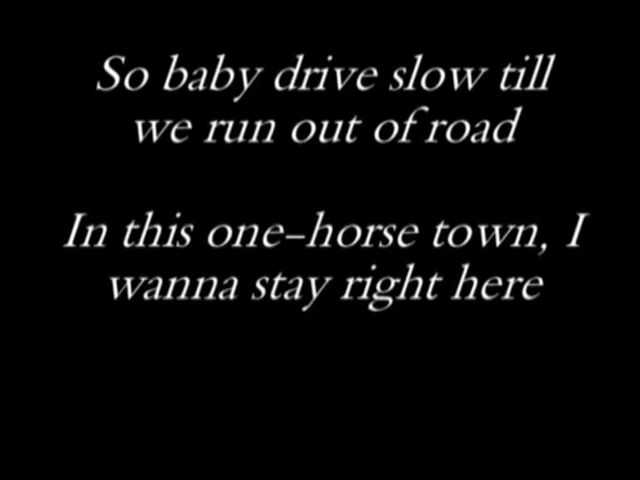 So baby drive slow till
we run out of road
In this one-horse town, I
wanna stay right here